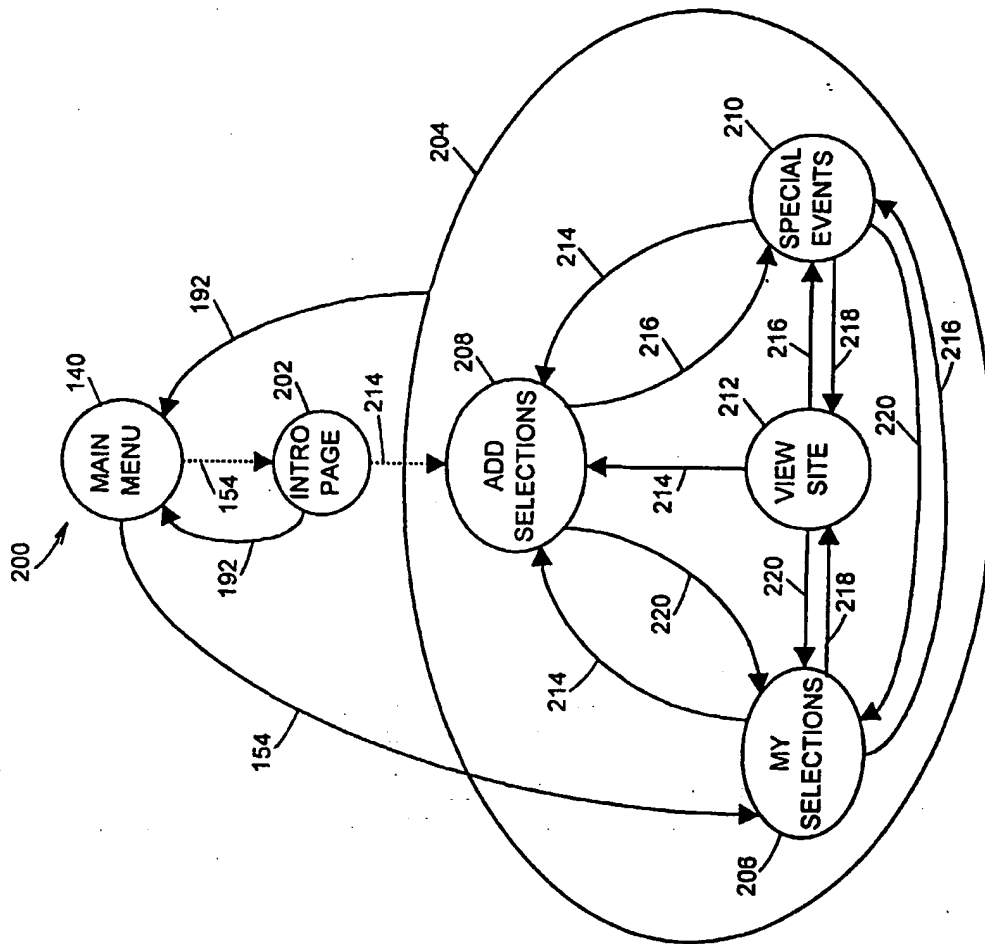 200
MAIN
MENU
140
192
154
192
INTRO
PAGE
202
214
204
154
ADD
SELECTIONS
208
214
220
214
216
214
MY
SELECTIONS
206
220
218
VIEW
SITE
212
216
218
SPECIAL
EVENTS
210
220
216